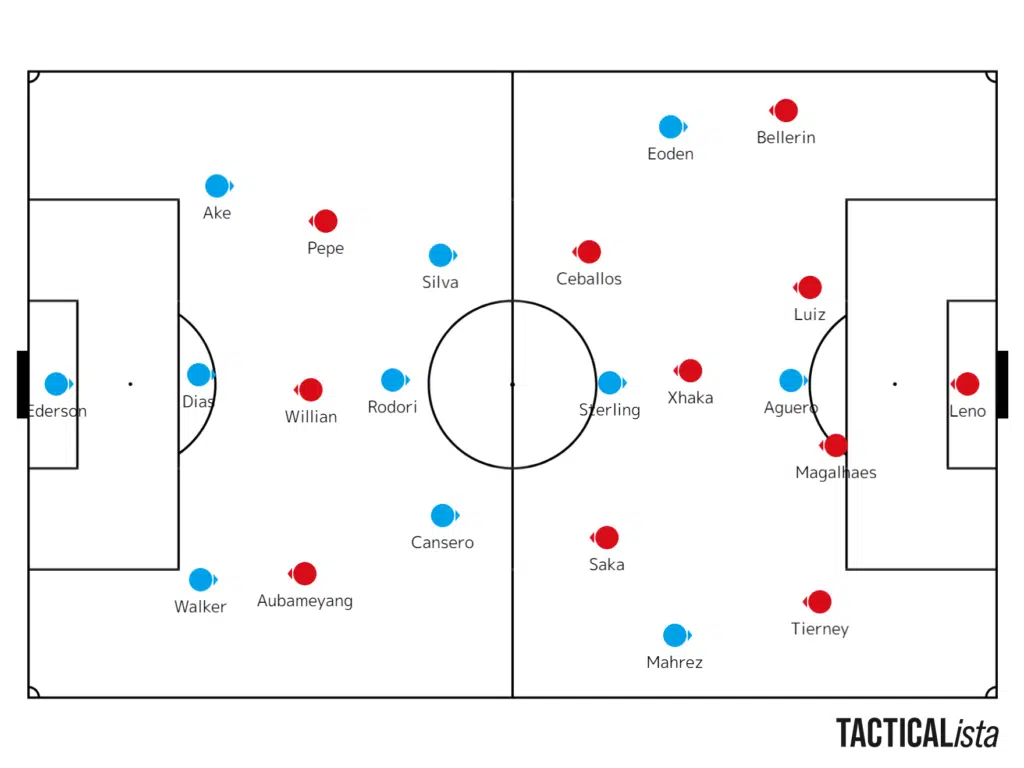 Bellerin
Eoden
Ake
Pepe
Silva
Ceballos
Luiz
Ederson
Dias
Willian
Rodori
Sterling
Xhaka
Aguero
Leno
Magalhaes
Cansero
Saka
Walker
Aubameyang
Tierney
Mahrez
TACTICALista